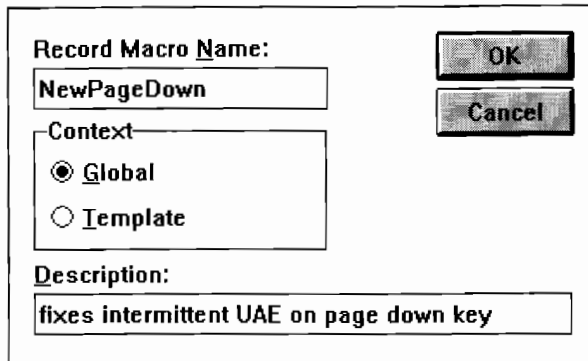 Record Macro Name:
OK
NewPageDown
Cancel
Context
Global
Template
Description:
fixes intermittent UAE on page down key